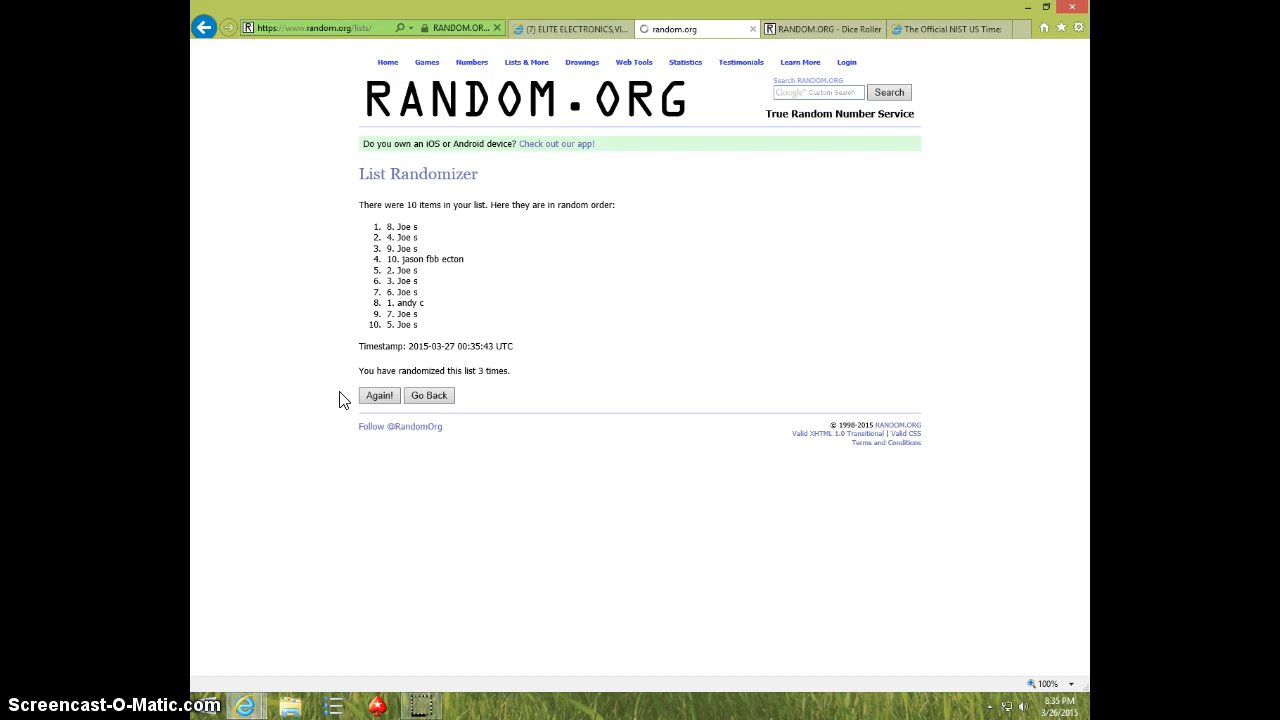 https://www.random.org/lists/
RANDOM.OR...
(7) ELITE ELECTRONICS,VI...
random.org
RANDOM.ORG - Dice Roller
The Official NIST US Time:
Home Games Numbers Lists & More Drawings Web Tools Statistics Testimonials Learn More Login
RANDOM.ORG
Search RANDOM.ORG
Google™ Custom Search
Search
True Random Number Service
Do you own an iOS or Android device? Check out our app!
List Randomizer
There were 10 items in your list. Here they are in random order:
1. 8. Joe s
2. 4. Joe s
3. 9. Joe s
4. 10. jason fbb ecton
5. 2. Joe s
6. 3. Joe s
7. 6. Joe s
8. 1. andy c
9. 7. Joe s
10. 5. Joe s
Timestamp: 2015-03-27 00:35:43 UTC
You have randomized this list 3 times.
Again! Go Back
Follow @RandomOrg
© 1998-2015 RANDOM.ORG
Valid XHTML 1.0 Transitional | Valid CSS
Terms and Conditions
100%
Screencast-O-Matic.com
8:35 PM
3/26/2015